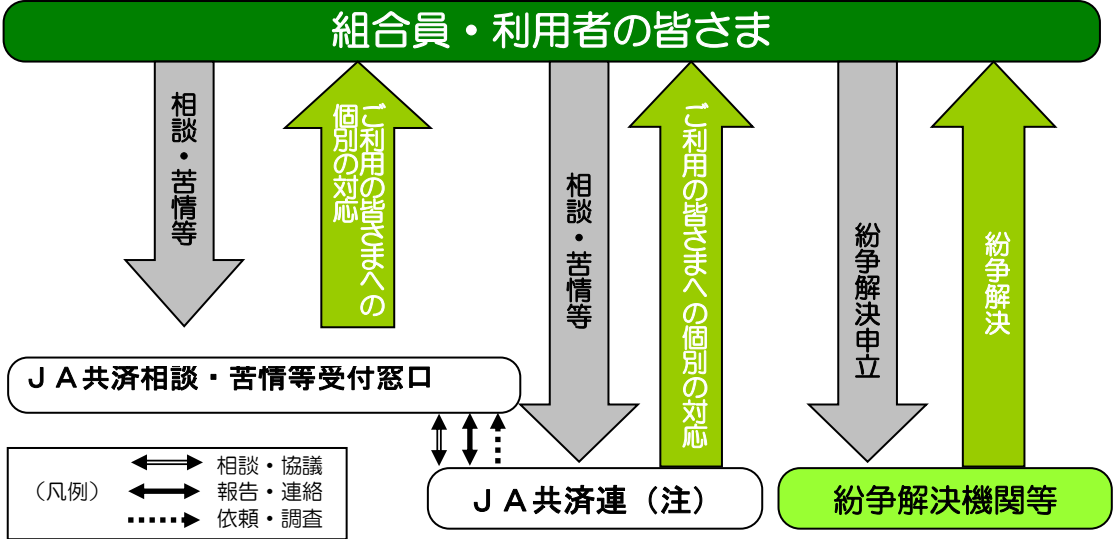 組合員・利用者の皆さま
相談・苦情等
ご利用の皆さまへの
個別の対応
相談・苦情等
ご利用の皆さまへの個別の対応
紛争解決申立
紛争解決
JA共済相談・苦情等受付窓口
(凡例)
相談・協議
報告・連絡
依頼・調査
JA共済連(注)
紛争解決機関等